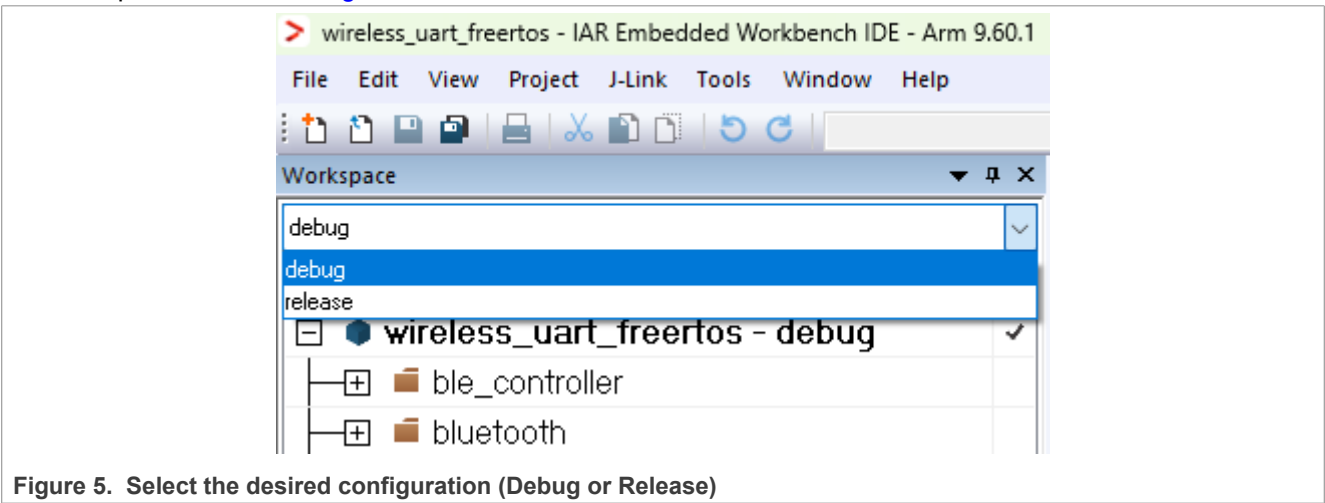 wireless_uart_freertos - IAR Embedded Workbench IDE - Arm 9.60.1
File Edit View Project J-Link Tools Window Help
Workspace
debug
debug
release
wireless_uart_freertos - debug
ble_controller
bluetooth
Figure 5. Select the desired configuration (Debug or Release)